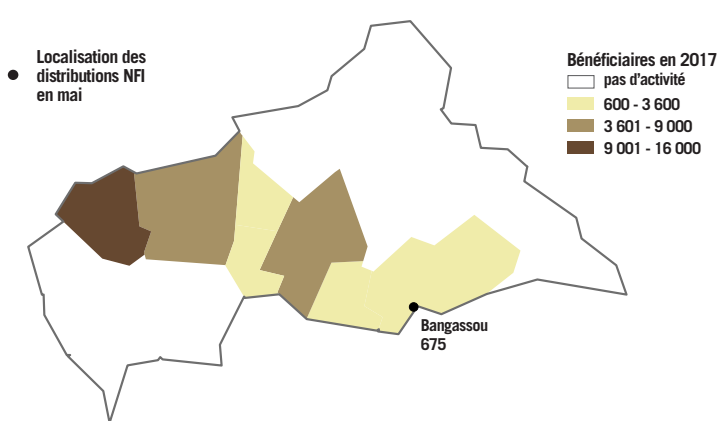 Localisation des
distributions NFI
en mai
Bénéficiaires en 2017
pas d'activité
600 - 3 600
3 601 - 9 000
9 001 - 16 000
Bangassou
675